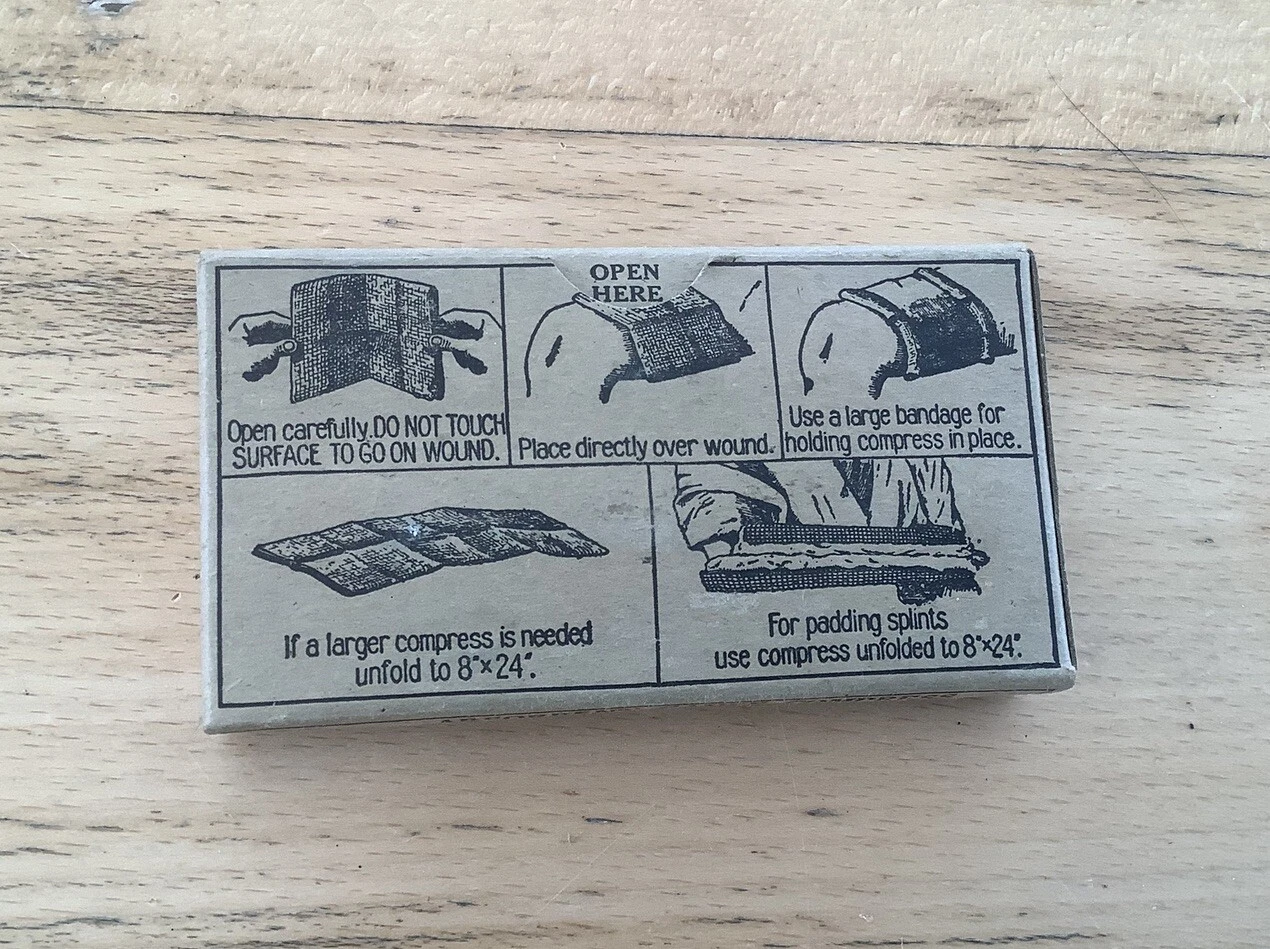 OPEN
HERE
Open carefully. DO NOT TOUCH
SURFACE TO GO ON WOUND.
Place directly over wound.
Use a large bandage for
holding compress in place.
If a larger compress is needed
unfold to 8"x24".
For padding splints
use compress unfolded to 8"x24".